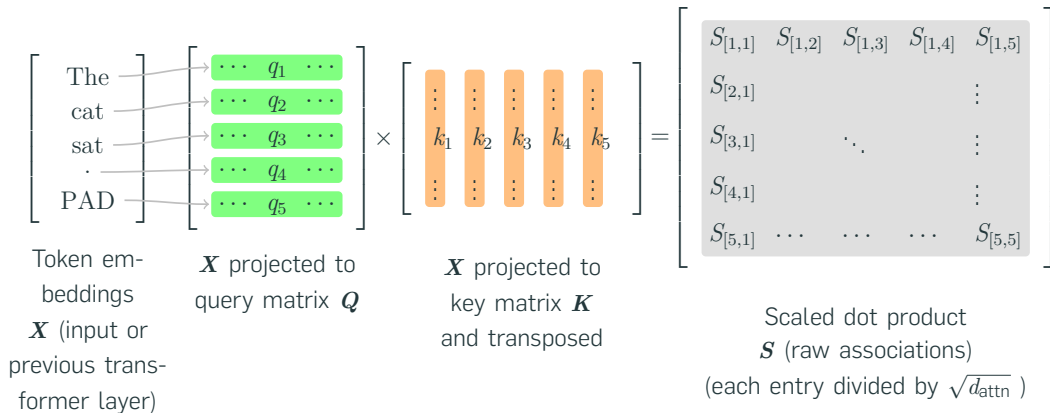 The
cat
sat
.
PAD
⋯ q₁ ⋯
⋯ q₂ ⋯
⋯ q₃ ⋯
⋯ q₄ ⋯
⋯ q₅ ⋯
×
⋮ ⋮ ⋮ ⋮ ⋮
k₁ k₂ k₃ k₄ k₅
⋮ ⋮ ⋮ ⋮ ⋮
=
S[1,1] S[1,2] S[1,3] S[1,4] S[1,5]
S[2,1] ⋮
S[3,1] ⋱ ⋮
S[4,1] ⋮
S[5,1] ⋯ ⋯ ⋯ S[5,5]
Token em-
beddings
X (input or
previous trans-
former layer)
X projected to
query matrix Q
X projected to
key matrix K
and transposed
Scaled dot product
S (raw associations)
(each entry divided by √d_attn )